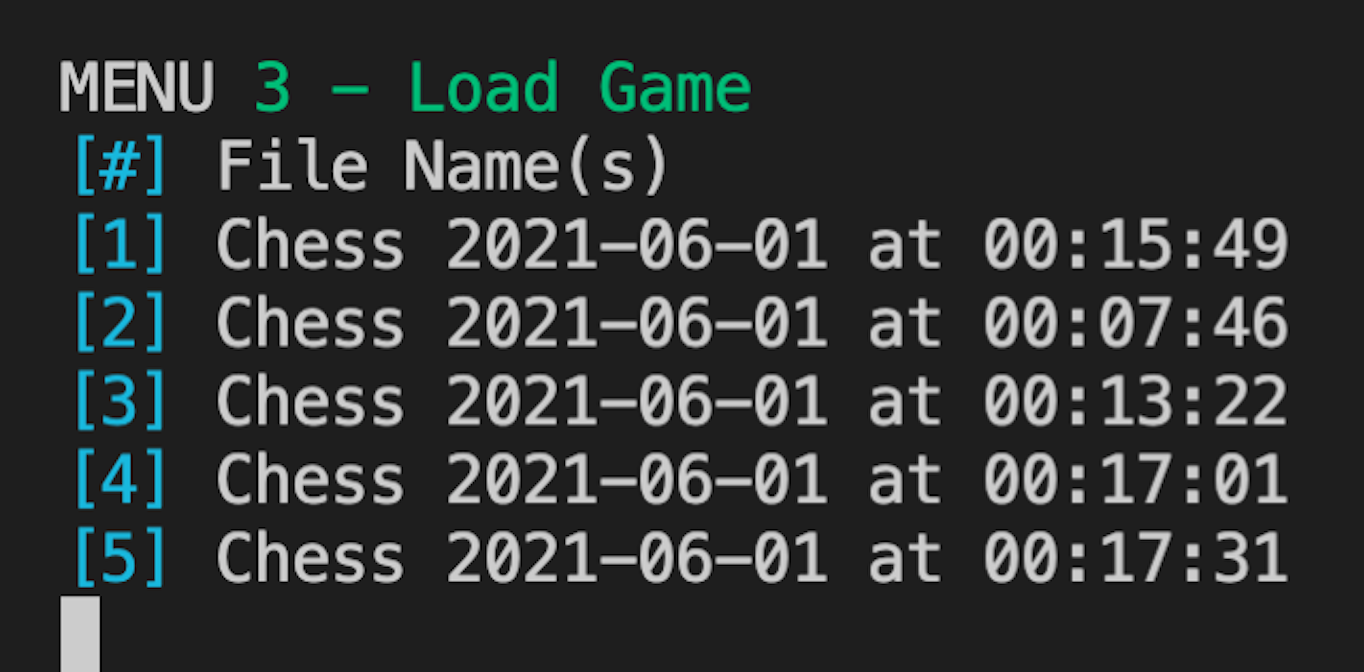 MENU 3 – Load Game
[#] File Name(s)
[1] Chess 2021–06–01 at 00:15:49
[2] Chess 2021–06–01 at 00:07:46
[3] Chess 2021–06–01 at 00:13:22
[4] Chess 2021–06–01 at 00:17:01
[5] Chess 2021–06–01 at 00:17:31